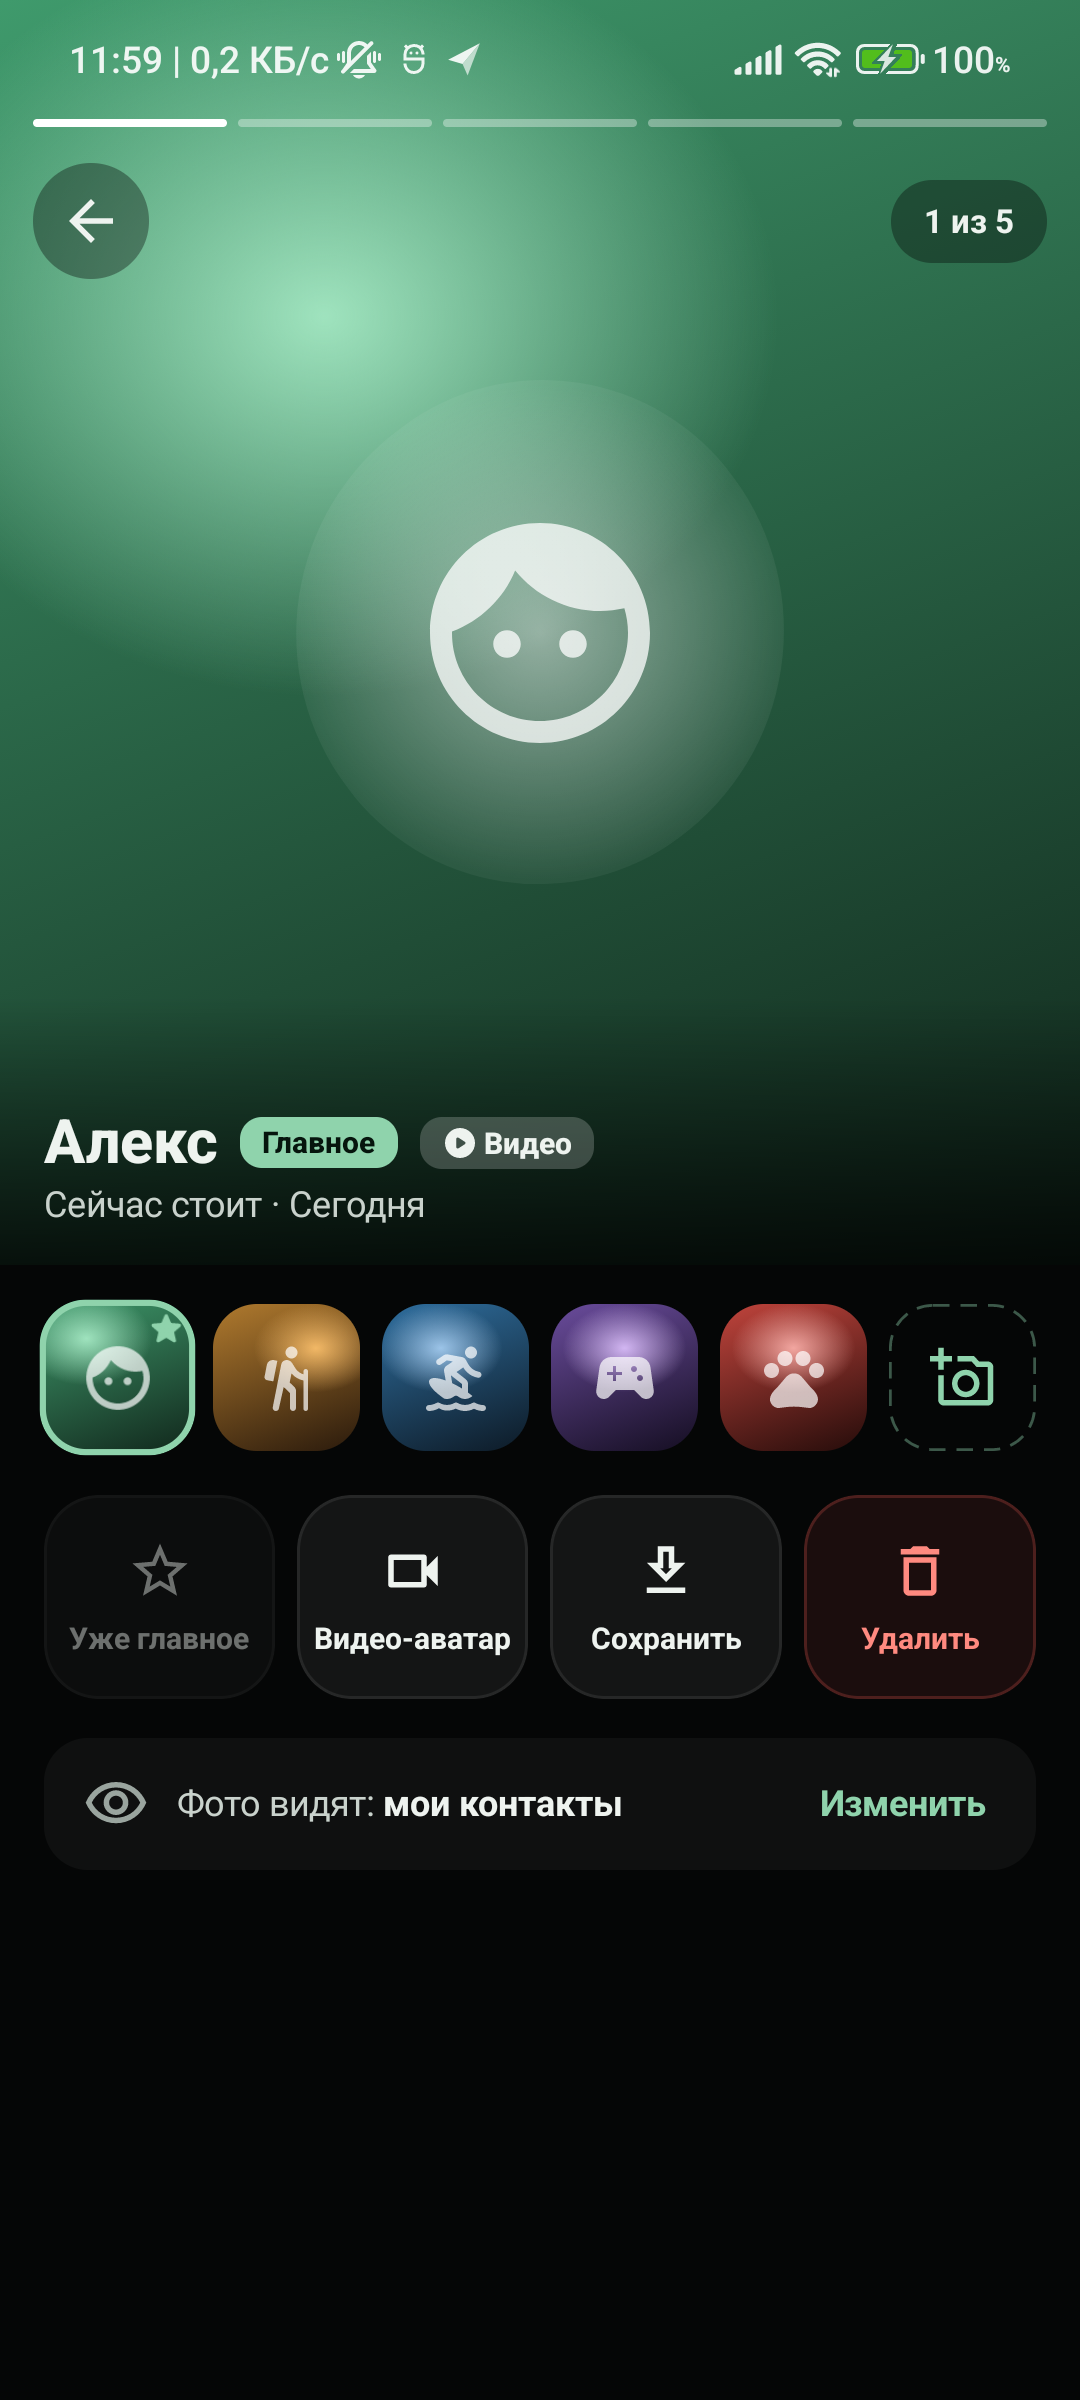 11:59 | 0,2 КБ/с 100%
1 из 5
Алекс Главное Видео
Сейчас стоит · Сегодня
Уже главное Видео-аватар Сохранить Удалить
Фото видят: мои контакты Изменить